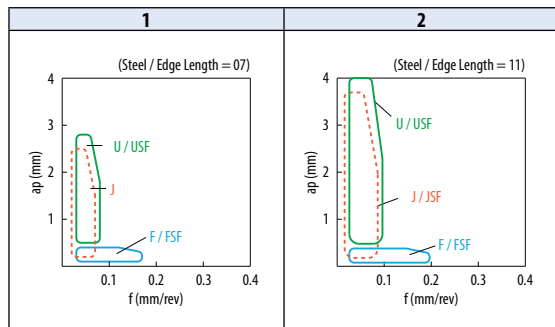 1
2
(Steel / Edge Length = 07)
4
3
2
1
ap (mm)
U / USF
J
F / FSF
0.1
0.2
0.3
0.4
f (mm/rev)
(Steel / Edge Length = 11)
4
3
2
1
ap (mm)
U / USF
J / JSF
F / FSF
0.1
0.2
0.3
0.4
f (mm/rev)